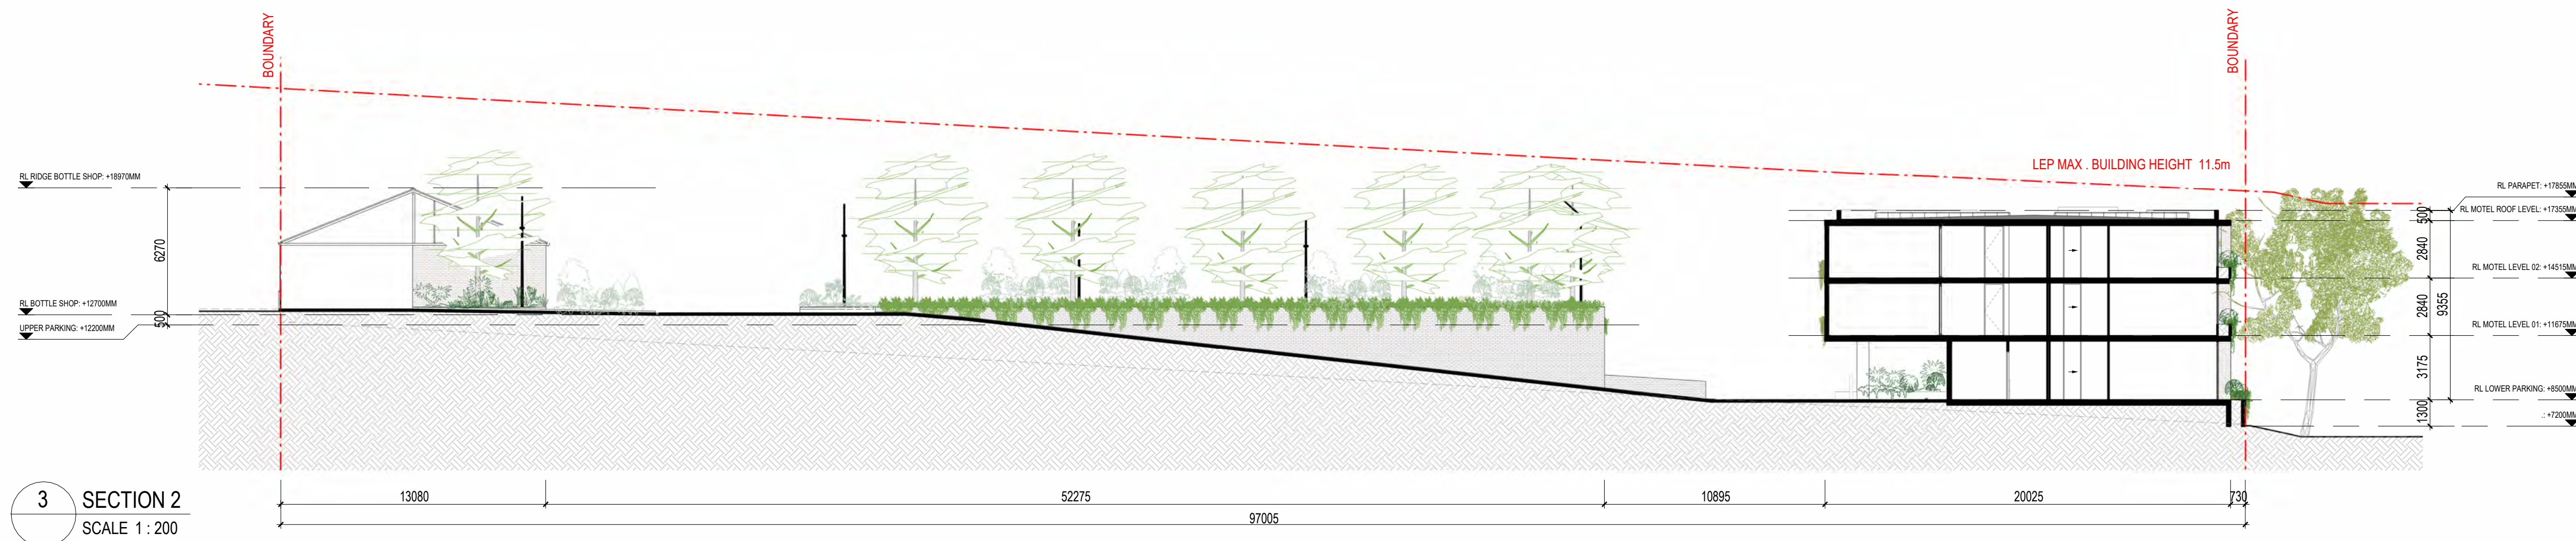 BOUNDARY
BOUNDARY
LEP MAX . BUILDING HEIGHT  11.5m
RL RIDGE BOTTLE SHOP: +18970MM
6270
RL BOTTLE SHOP: +12700MM
500
UPPER PARKING: +12200MM
RL PARAPET: +17855MM
500
RL MOTEL ROOF LEVEL: +17355MM
2840
RL MOTEL LEVEL 02: +14515MM
2840
9355
RL MOTEL LEVEL 01: +11675MM
3175
RL LOWER PARKING: +8500MM
1300
.: +7200MM
13080
52275
10895
20025
730
97005
3
SECTION 2
SCALE  1 : 200